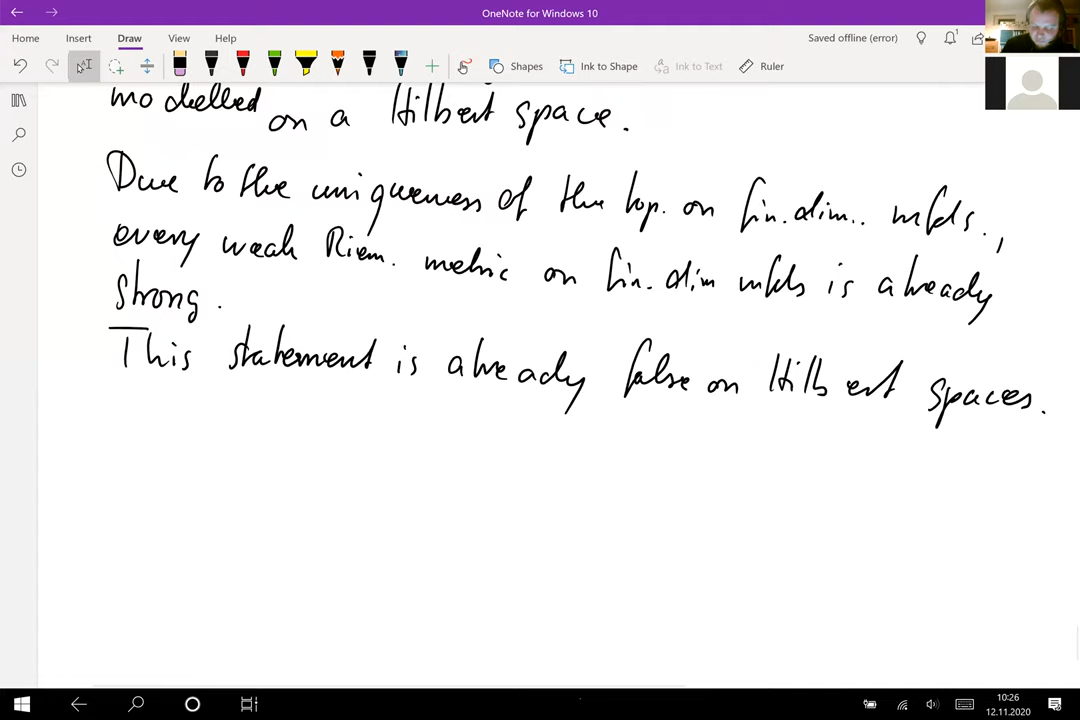 OneNote for Windows 10
Home Insert Draw View Help
Saved offline (error)
Shapes Ink to Shape Ink to Text Ruler
modelled on a Hilbert space.
Due to the uniqueness of the top. on fin. dim.. mfds.,
every weak Riem. metric on fin. dim mfds is already
strong.
This statement is already false on Hilbert spaces.
10:26
12.11.2020